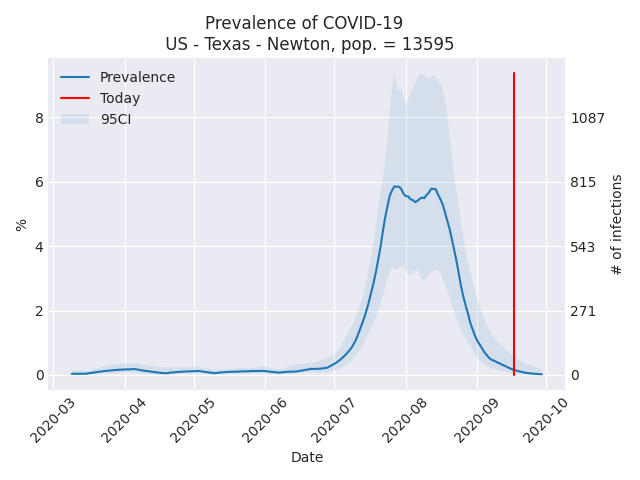 Prevalence of COVID-19
US - Texas - Newton, pop. = 13595
Prevalence
Today
95CI
8
6
4
2
0
%
1087
815
543
271
0
# of infections
2020-03
2020-04
2020-05
2020-06
2020-07
2020-08
2020-09
2020-10
Date